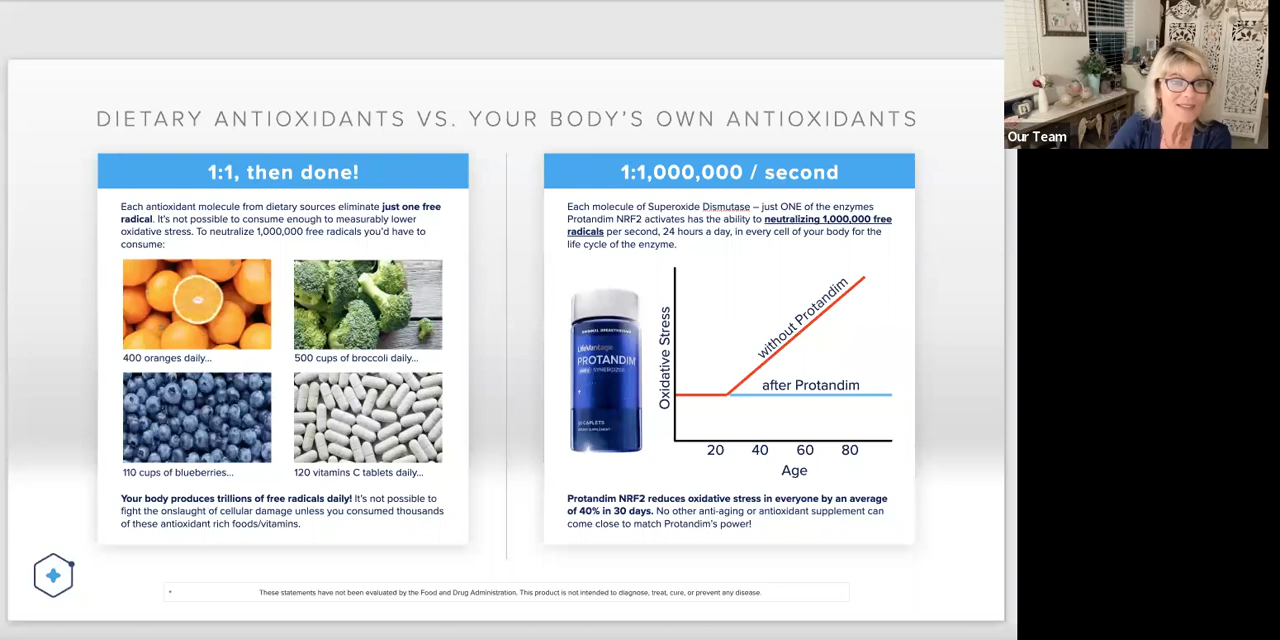 DIETARY ANTIOXIDANTS VS. YOUR BODY'S OWN ANTIOXIDANTS
1:1, then done!
Each antioxidant molecule from dietary sources eliminate just one free
radical. It's not possible to consume enough to measurably lower
oxidative stress. To neutralize 1,000,000 free radicals you'd have to
consume:
400 oranges daily...
500 cups of broccoli daily...
110 cups of blueberries...
120 vitamins C tablets daily...
Your body produces trillions of free radicals daily! It's not possible to
fight the onslaught of cellular damage unless you consumed thousands
of these antioxidant rich foods/vitamins.
1:1,000,000 / second
Each molecule of Superoxide Dismutase – just ONE of the enzymes
Protandim NRF2 activates has the ability to neutralizing 1,000,000 free
radicals per second, 24 hours a day, in every cell of your body for the
life cycle of the enzyme.
LifeVantage
PROTANDIM
SYNERGIZER
Oxidative Stress
without Protandim
after Protandim
20 40 60 80
Age
Protandim NRF2 reduces oxidative stress in everyone by an average
of 40% in 30 days. No other anti-aging or antioxidant supplement can
come close to match Protandim's power!
* These statements have not been evaluated by the Food and Drug Administration. This product is not intended to diagnose, treat, cure, or prevent any disease.
Our Team